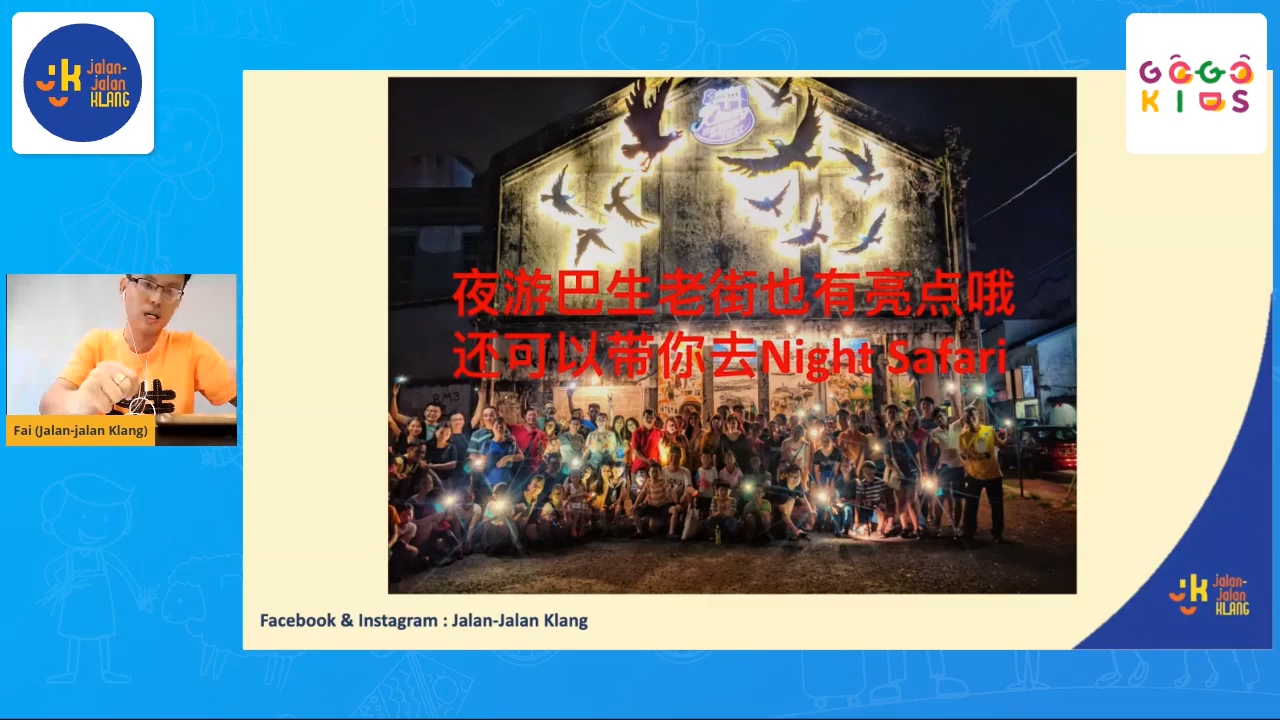 jalan-
jalan
KLANG
GOGO
KIDS
夜游巴生老街也有亮点哦
还可以带你去Night Safari
RM3
Fai (Jalan-jalan Klang)
jalan-
jalan
KLANG
Facebook & Instagram : Jalan-Jalan Klang